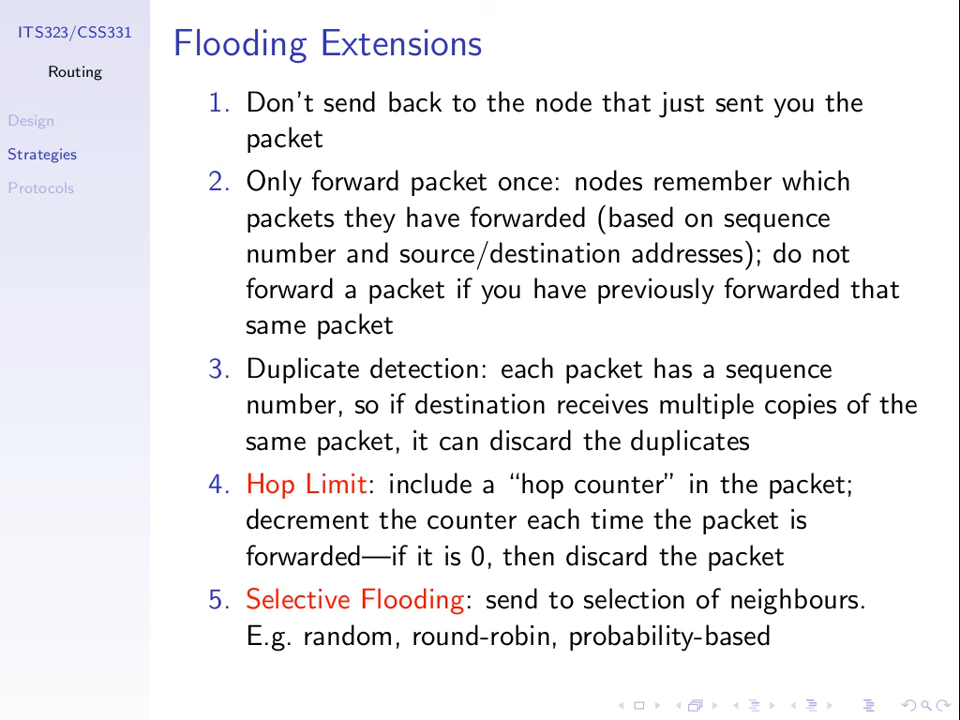 ITS323/CSS331
Routing
Design
Strategies
Protocols
Flooding Extensions
1. Don't send back to the node that just sent you the
packet
2. Only forward packet once: nodes remember which
packets they have forwarded (based on sequence
number and source/destination addresses); do not
forward a packet if you have previously forwarded that
same packet
3. Duplicate detection: each packet has a sequence
number, so if destination receives multiple copies of the
same packet, it can discard the duplicates
4. Hop Limit: include a “hop counter” in the packet;
decrement the counter each time the packet is
forwarded—if it is 0, then discard the packet
5. Selective Flooding: send to selection of neighbours.
E.g. random, round-robin, probability-based